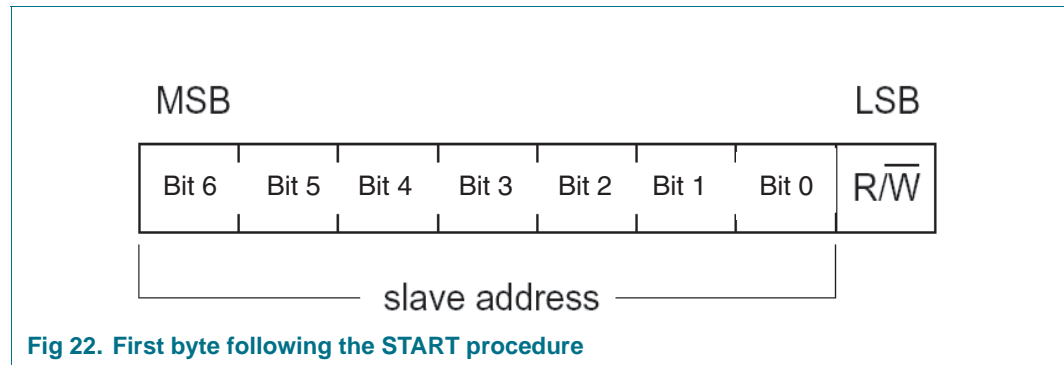 MSB LSB
Bit 6 Bit 5 Bit 4 Bit 3 Bit 2 Bit 1 Bit 0 R/W̅
slave address
Fig 22. First byte following the START procedure